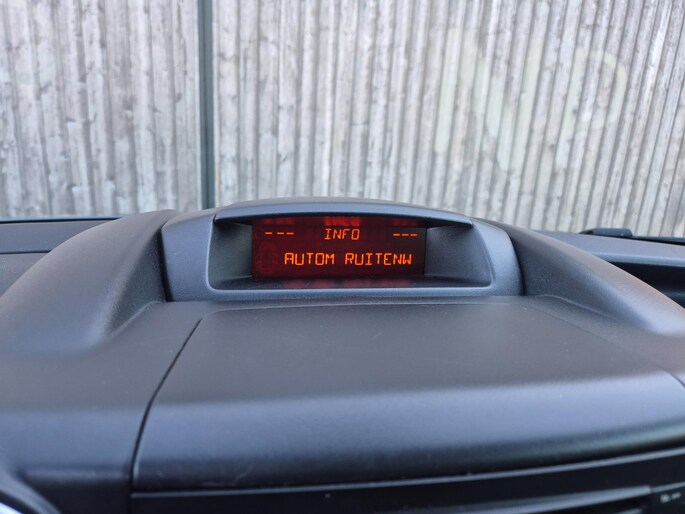 --- INFO ---
AUTOM RUITENW